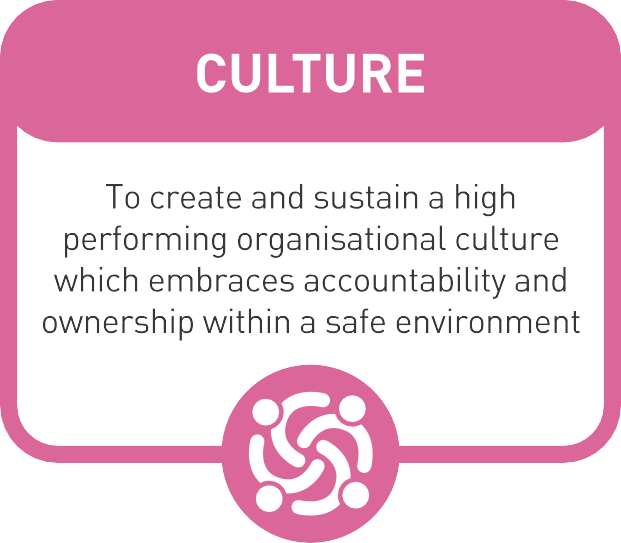 CULTURE
To create and sustain a high
performing organisational culture
which embraces accountability and
ownership within a safe environment